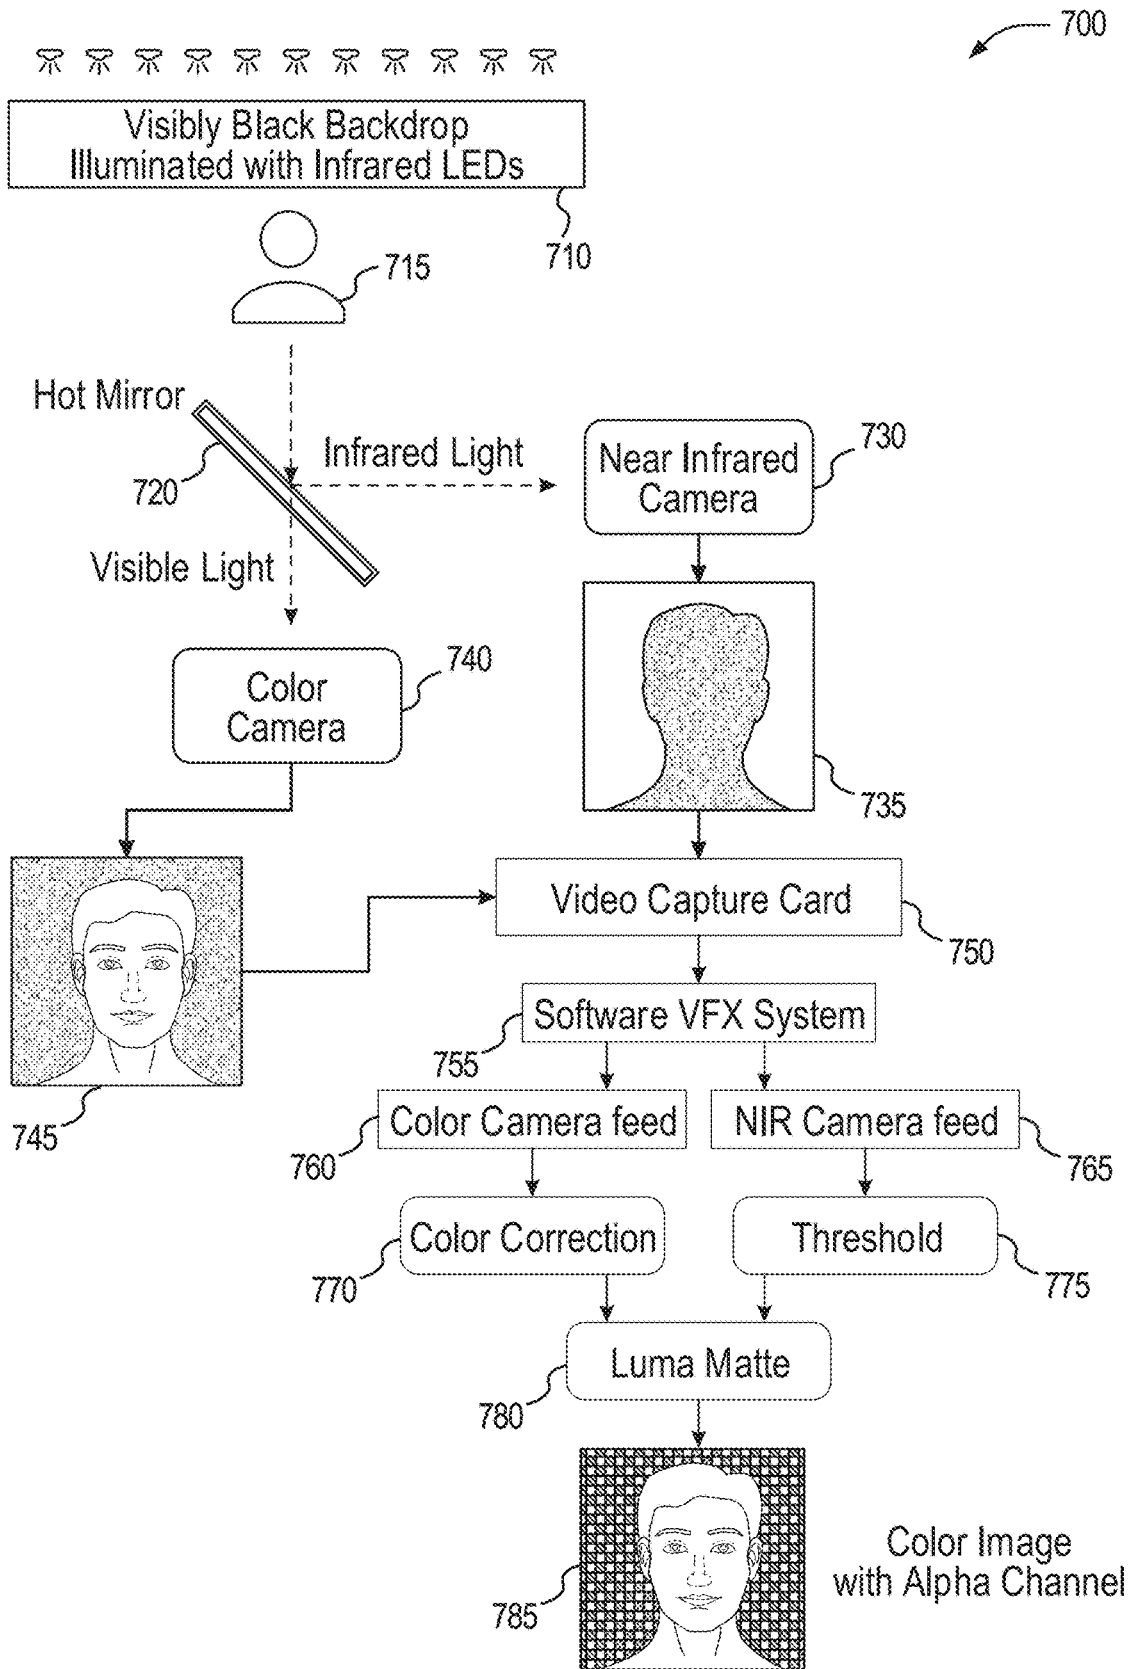 700
Visibly Black Backdrop
Illuminated with Infrared LEDs
710
715
Hot Mirror
720
Infrared Light
Near Infrared
Camera
730
Visible Light
Color
Camera
740
735
745
Video Capture Card
750
Software VFX System
755
Color Camera feed
760
NIR Camera feed
765
Color Correction
770
Threshold
775
Luma Matte
780
785
Color Image
with Alpha Channel